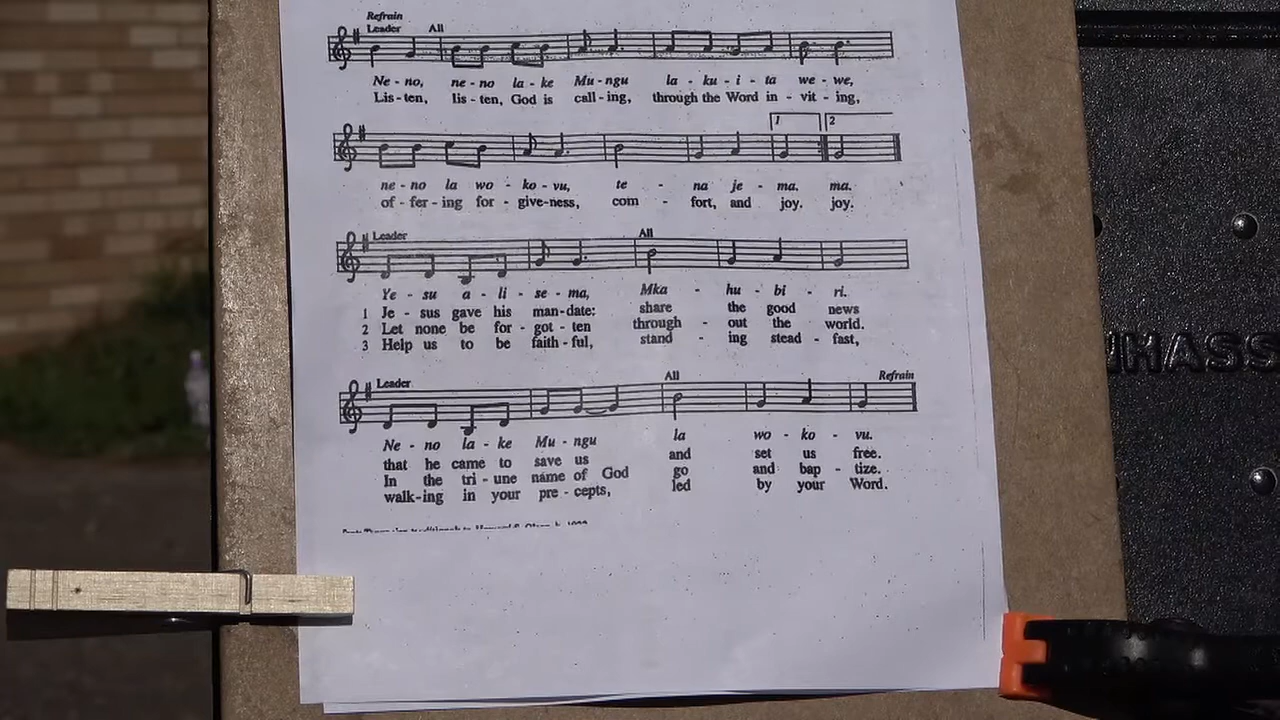 Refrain
Leader All
Ne - no, ne - no la - ke Mu - ngu la - ku - i - ta we - we,
Lis - ten, lis - ten, God is call - ing, through the Word in - vit - ing,
1 2
ne - no la wo - ko - vu, te - na je - ma. ma.
of - fer - ing for - give - ness, com - fort, and joy. joy.
Leader All
Ye - su a - li - se - ma, Mka - hu - bi - ri.
1 Je - sus gave his man - date: share the good news
2 Let none be for - got - ten through - out the world.
3 Help us to be faith - ful, stand - ing stead - fast,
Leader All Refrain
Ne - no la - ke Mu - ngu la wo - ko - vu.
that he came to save us and set us free.
In the tri - une name of God go and bap - tize.
walk - ing in your pre - cepts, led by your Word.